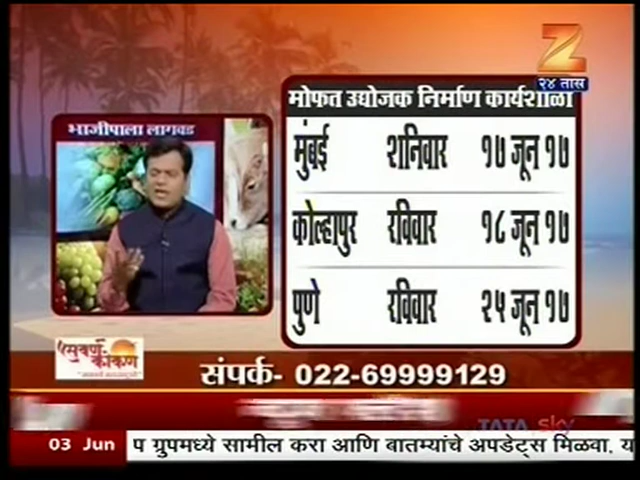 २४ तास
मोफत उद्योजक निर्माण कार्यशाळा
भाजीपाला लागवड
मुंबई शनिवार १७ जून १७
कोल्हापुर रविवार १८ जून १७
पुणे रविवार २५ जून १७
सुवर्ण कोकण
संपर्क- 022-69999129
TATA sky
03 Jun प ग्रुपमध्ये सामील करा आणि बातम्यांचे अपडेट्स मिळवा. य